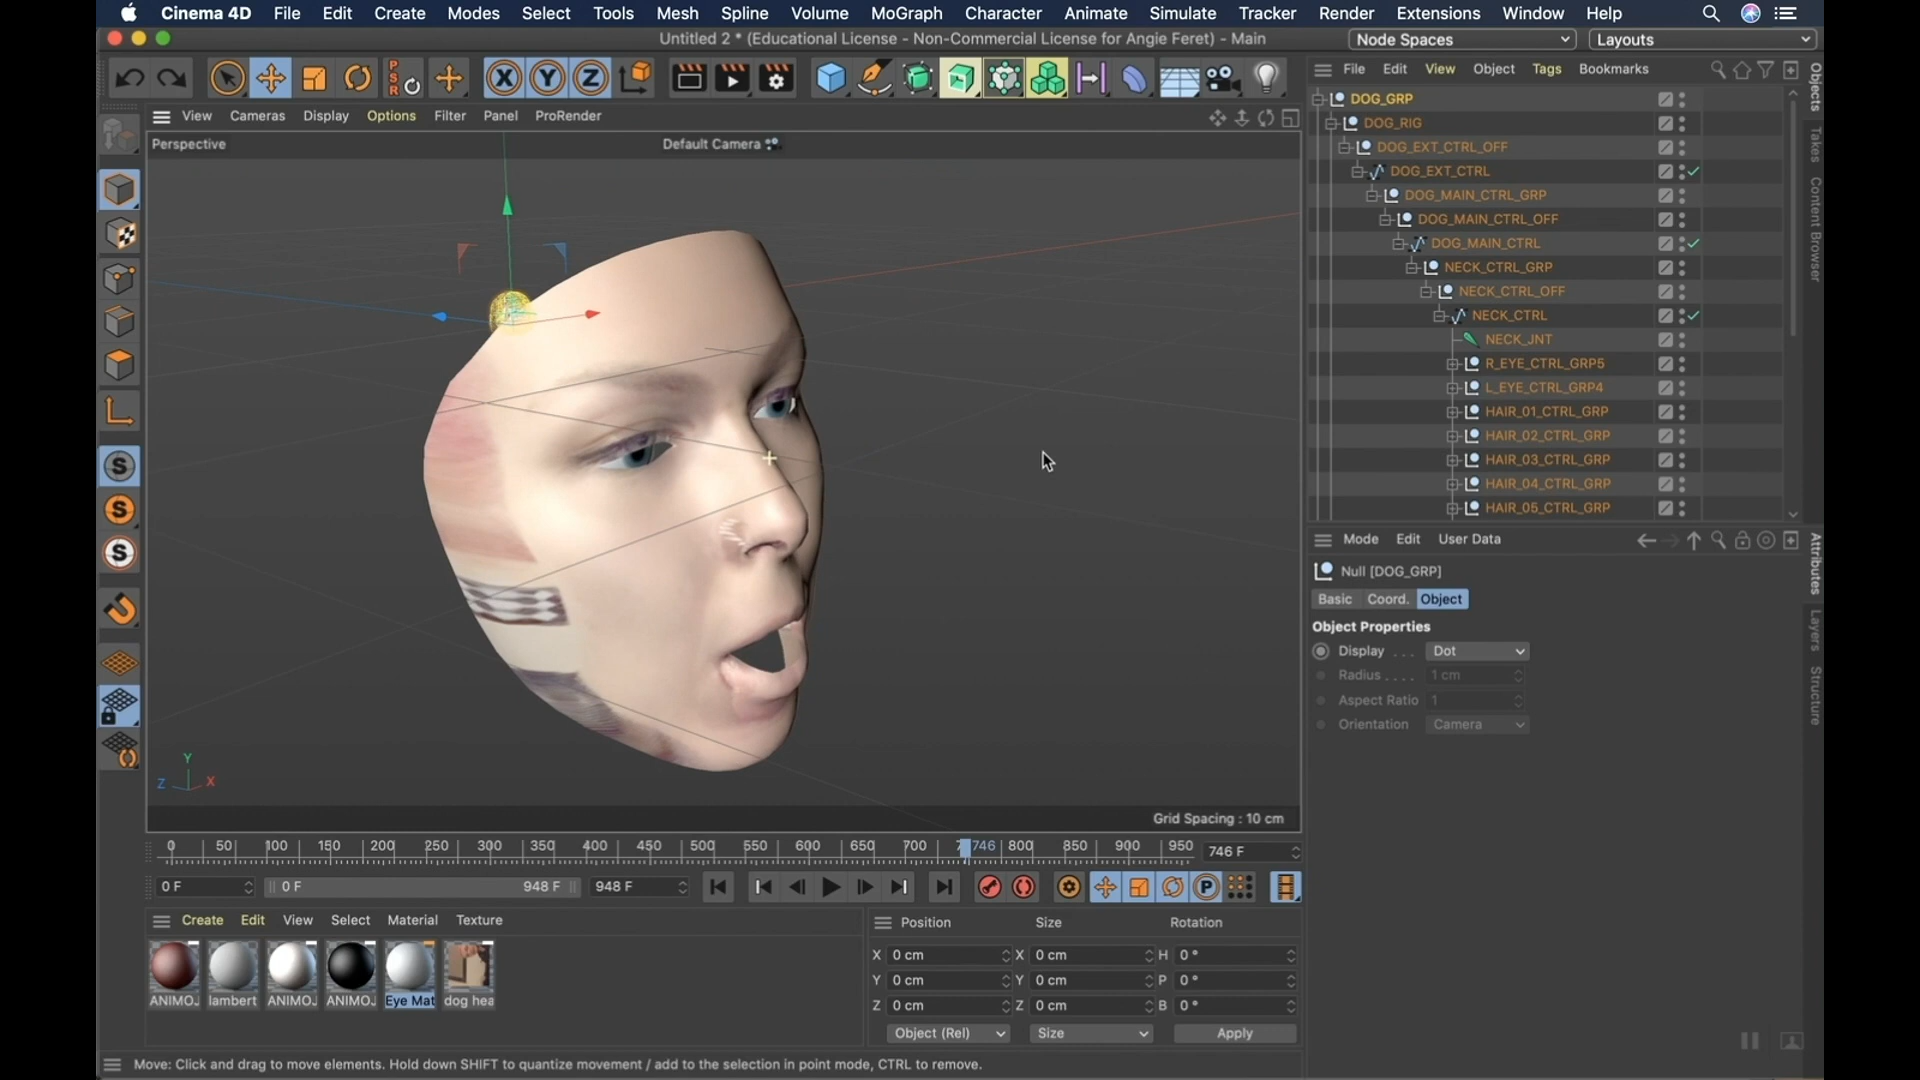 Cinema 4D File Edit Create Modes Select Tools Mesh Spline Volume MoGraph Character Animate Simulate Tracker Render Extensions Window Help
Untitled 2 * (Educational License - Non-Commercial License for Angie Feret) - Main
Node Spaces
Layouts
P
S
R
X Y Z
File Edit View Object Tags Bookmarks
View Cameras Display Options Filter Panel ProRender
Perspective
Default Camera
DOG_GRP
DOG_RIG
DOG_EXT_CTRL_OFF
DOG_EXT_CTRL
DOG_MAIN_CTRL_GRP
DOG_MAIN_CTRL_OFF
DOG_MAIN_CTRL
NECK_CTRL_GRP
NECK_CTRL_OFF
NECK_CTRL
NECK_JNT
R_EYE_CTRL_GRP5
L_EYE_CTRL_GRP4
HAIR_01_CTRL_GRP
HAIR_02_CTRL_GRP
HAIR_03_CTRL_GRP
HAIR_04_CTRL_GRP
HAIR_05_CTRL_GRP
Objects
Takes
Content Browser
S
S
S
Mode Edit User Data
Null [DOG_GRP]
Basic Coord. Object
Object Properties
Display . . . Dot
Radius . . . . 1 cm
Aspect Ratio 1
Orientation Camera
Attributes
Layers
Structure
Y
Z X
Grid Spacing : 10 cm
0 50 100 150 200 250 300 350 400 450 500 550 600 650 700 7 746 800 850 900 950
746 F
0 F
0 F 948 F
948 F
P
Create Edit View Select Material Texture
ANIMO. lambert ANIMO. ANIMO. Eye Mat dog hea
Position Size Rotation
X 0 cm X 0 cm H 0 °
Y 0 cm Y 0 cm P 0 °
Z 0 cm Z 0 cm B 0 °
Object (Rel) Size Apply
Move: Click and drag to move elements. Hold down SHIFT to quantize movement / add to the selection in point mode, CTRL to remove.